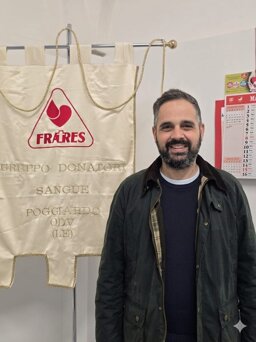 FRATRES
GRUPPO DONATORI
SANGUE
POGGIARDO
ODV
(LE)